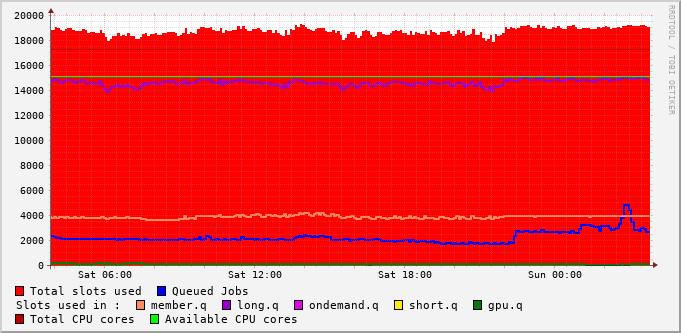 20000
18000
16000
14000
12000
10000
8000
6000
4000
2000
0
Sat 06:00 Sat 12:00 Sat 18:00 Sun 00:00
Total slots used Queued Jobs
Slots used in : member.q long.q ondemand.q short.q gpu.q
Total CPU cores Available CPU cores
RRDTOOL / TOBI OETIKER